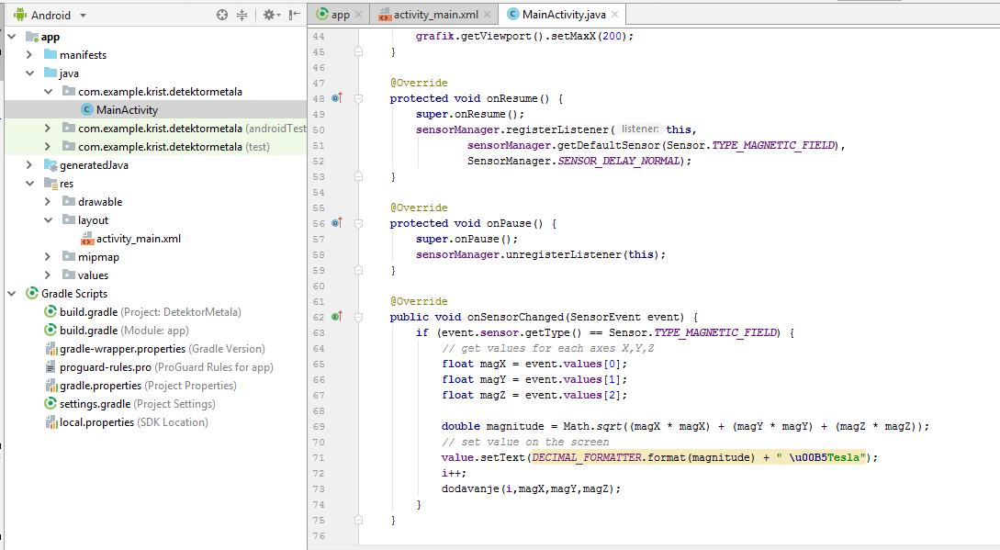 Android
app
manifests
java
com.example.krist.detektormetala
MainActivity
com.example.krist.detektormetala (androidTest
com.example.krist.detektormetala (test)
generatedJava
res
drawable
layout
activity_main.xml
mipmap
values
Gradle Scripts
build.gradle (Project: DetektorMetala)
build.gradle (Module: app)
gradle-wrapper.properties (Gradle Version)
proguard-rules.pro (ProGuard Rules for app)
gradle.properties (Project Properties)
settings.gradle (Project Settings)
local.properties (SDK Location)
app activity_main.xml MainActivity.java
44 grafik.getViewport().setMaxX(200);
45 }
46
47 @Override
48 protected void onResume() {
49 super.onResume();
50 sensorManager.registerListener( listener: this,
51 sensorManager.getDefaultSensor(Sensor.TYPE_MAGNETIC_FIELD),
52 SensorManager.SENSOR_DELAY_NORMAL);
53 }
54
55 @Override
56 protected void onPause() {
57 super.onPause();
58 sensorManager.unregisterListener(this);
59 }
60
61 @Override
62 public void onSensorChanged(SensorEvent event) {
63 if (event.sensor.getType() == Sensor.TYPE_MAGNETIC_FIELD) {
64 // get values for each axes X,Y,Z
65 float magX = event.values[0];
66 float magY = event.values[1];
67 float magZ = event.values[2];
68
69 double magnitude = Math.sqrt((magX * magX) + (magY * magY) + (magZ * magZ));
70 // set value on the screen
71 value.setText(DECIMAL_FORMATTER.format(magnitude) + " \u00B5Tesla");
72 i++;
73 dodavanje(i,magX,magY,magZ);
74 }
75 }
76